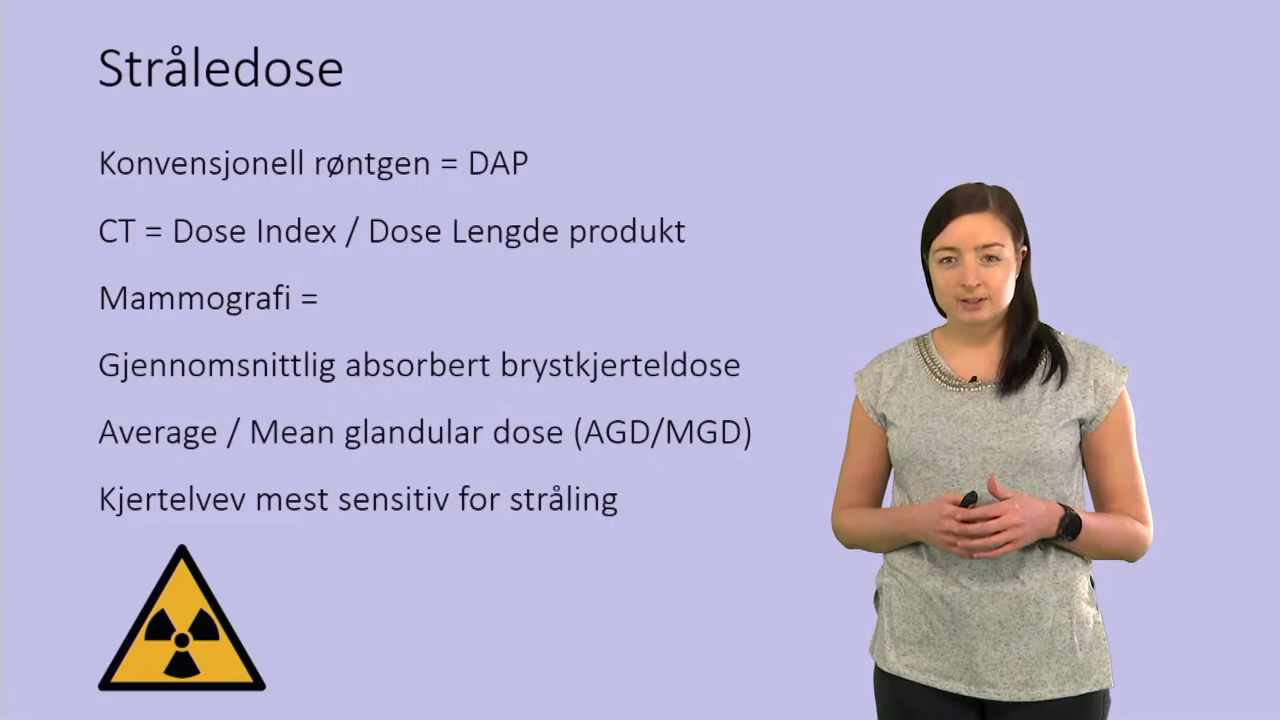 Stråledose
Konvensjonell røntgen = DAP
CT = Dose Index / Dose Lengde produkt
Mammografi =
Gjennomsnittlig absorbert brystkjerteldose
Average / Mean glandular dose (AGD/MGD)
Kjertelvev mest sensitiv for stråling